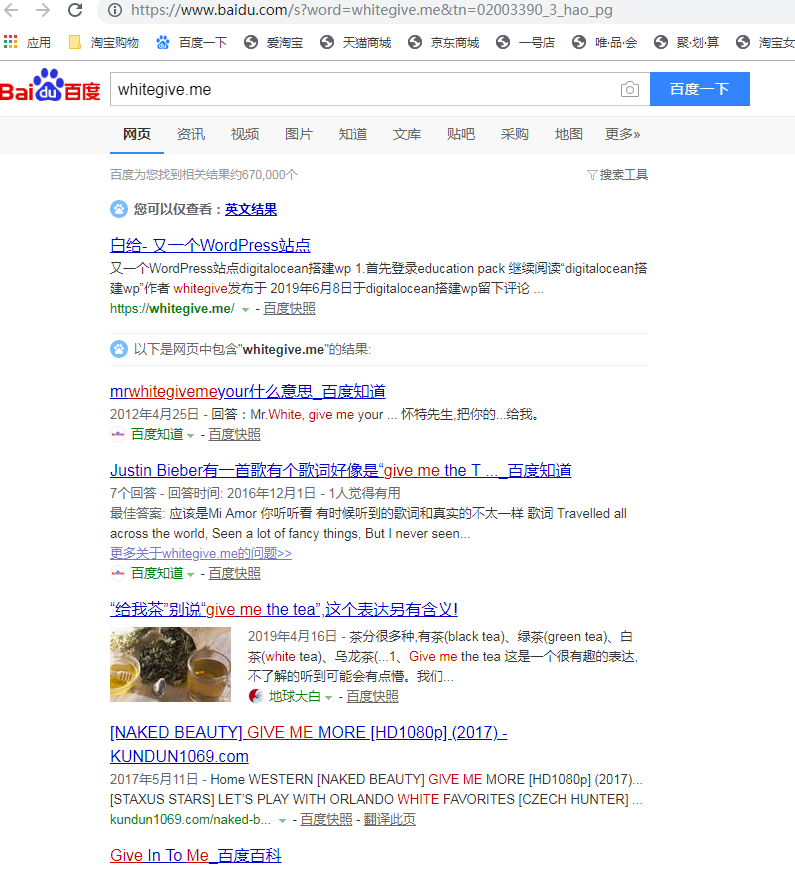 https://www.baidu.com/s?word=whitegive.me&tn=02003390_3_hao_pg
应用 淘宝购物 百度一下 爱淘宝 天猫商城 京东商城 一号店 唯·品·会 聚·划·算 淘宝女
Bai du 百度 whitegive.me 百度一下
网页 资讯 视频 图片 知道 文库 贴吧 采购 地图 更多»
百度为您找到相关结果约670,000个 搜索工具
您可以仅查看：英文结果
白给- 又一个WordPress站点
又一个WordPress站点digitalocean搭建wp 1.首先登录education pack 继续阅读“digitalocean搭
建wp”作者 whitegive发布于 2019年6月8日于digitalocean搭建wp留下评论 ...
https://whitegive.me/ - 百度快照
以下是网页中包含"whitegive.me"的结果:
mrwhitegivemeyour什么意思_百度知道
2012年4月25日 - 回答：Mr.White, give me your ... 怀特先生,把你的...给我。
百度知道 - 百度快照
Justin Bieber有一首歌有个歌词好像是“give me the T ..._百度知道
7个回答 - 回答时间: 2016年12月1日 - 1人觉得有用
最佳答案: 应该是Mi Amor 你听听看 有时候听到的歌词和真实的不太一样 歌词 Travelled all
across the world, Seen a lot of fancy things, But I never seen...
更多关于whitegive.me的问题>>
百度知道 - 百度快照
“给我茶”别说“give me the tea”,这个表达另有含义!
2019年4月16日 - 茶分很多种,有茶(black tea)、绿茶(green tea)、白
茶(white tea)、乌龙茶(...1、Give me the tea 这是一个很有趣的表达,
不了解的听到可能会有点懵。我们...
地球大白 - 百度快照
[NAKED BEAUTY] GIVE ME MORE [HD1080p] (2017) -
KUNDUN1069.com
2017年5月11日 - Home WESTERN [NAKED BEAUTY] GIVE ME MORE [HD1080p] (2017)...
[STAXUS STARS] LET'S PLAY WITH ORLANDO WHITE FAVORITES [CZECH HUNTER] ...
kundun1069.com/naked-b... - 百度快照 - 翻译此页
Give In To Me_百度百科